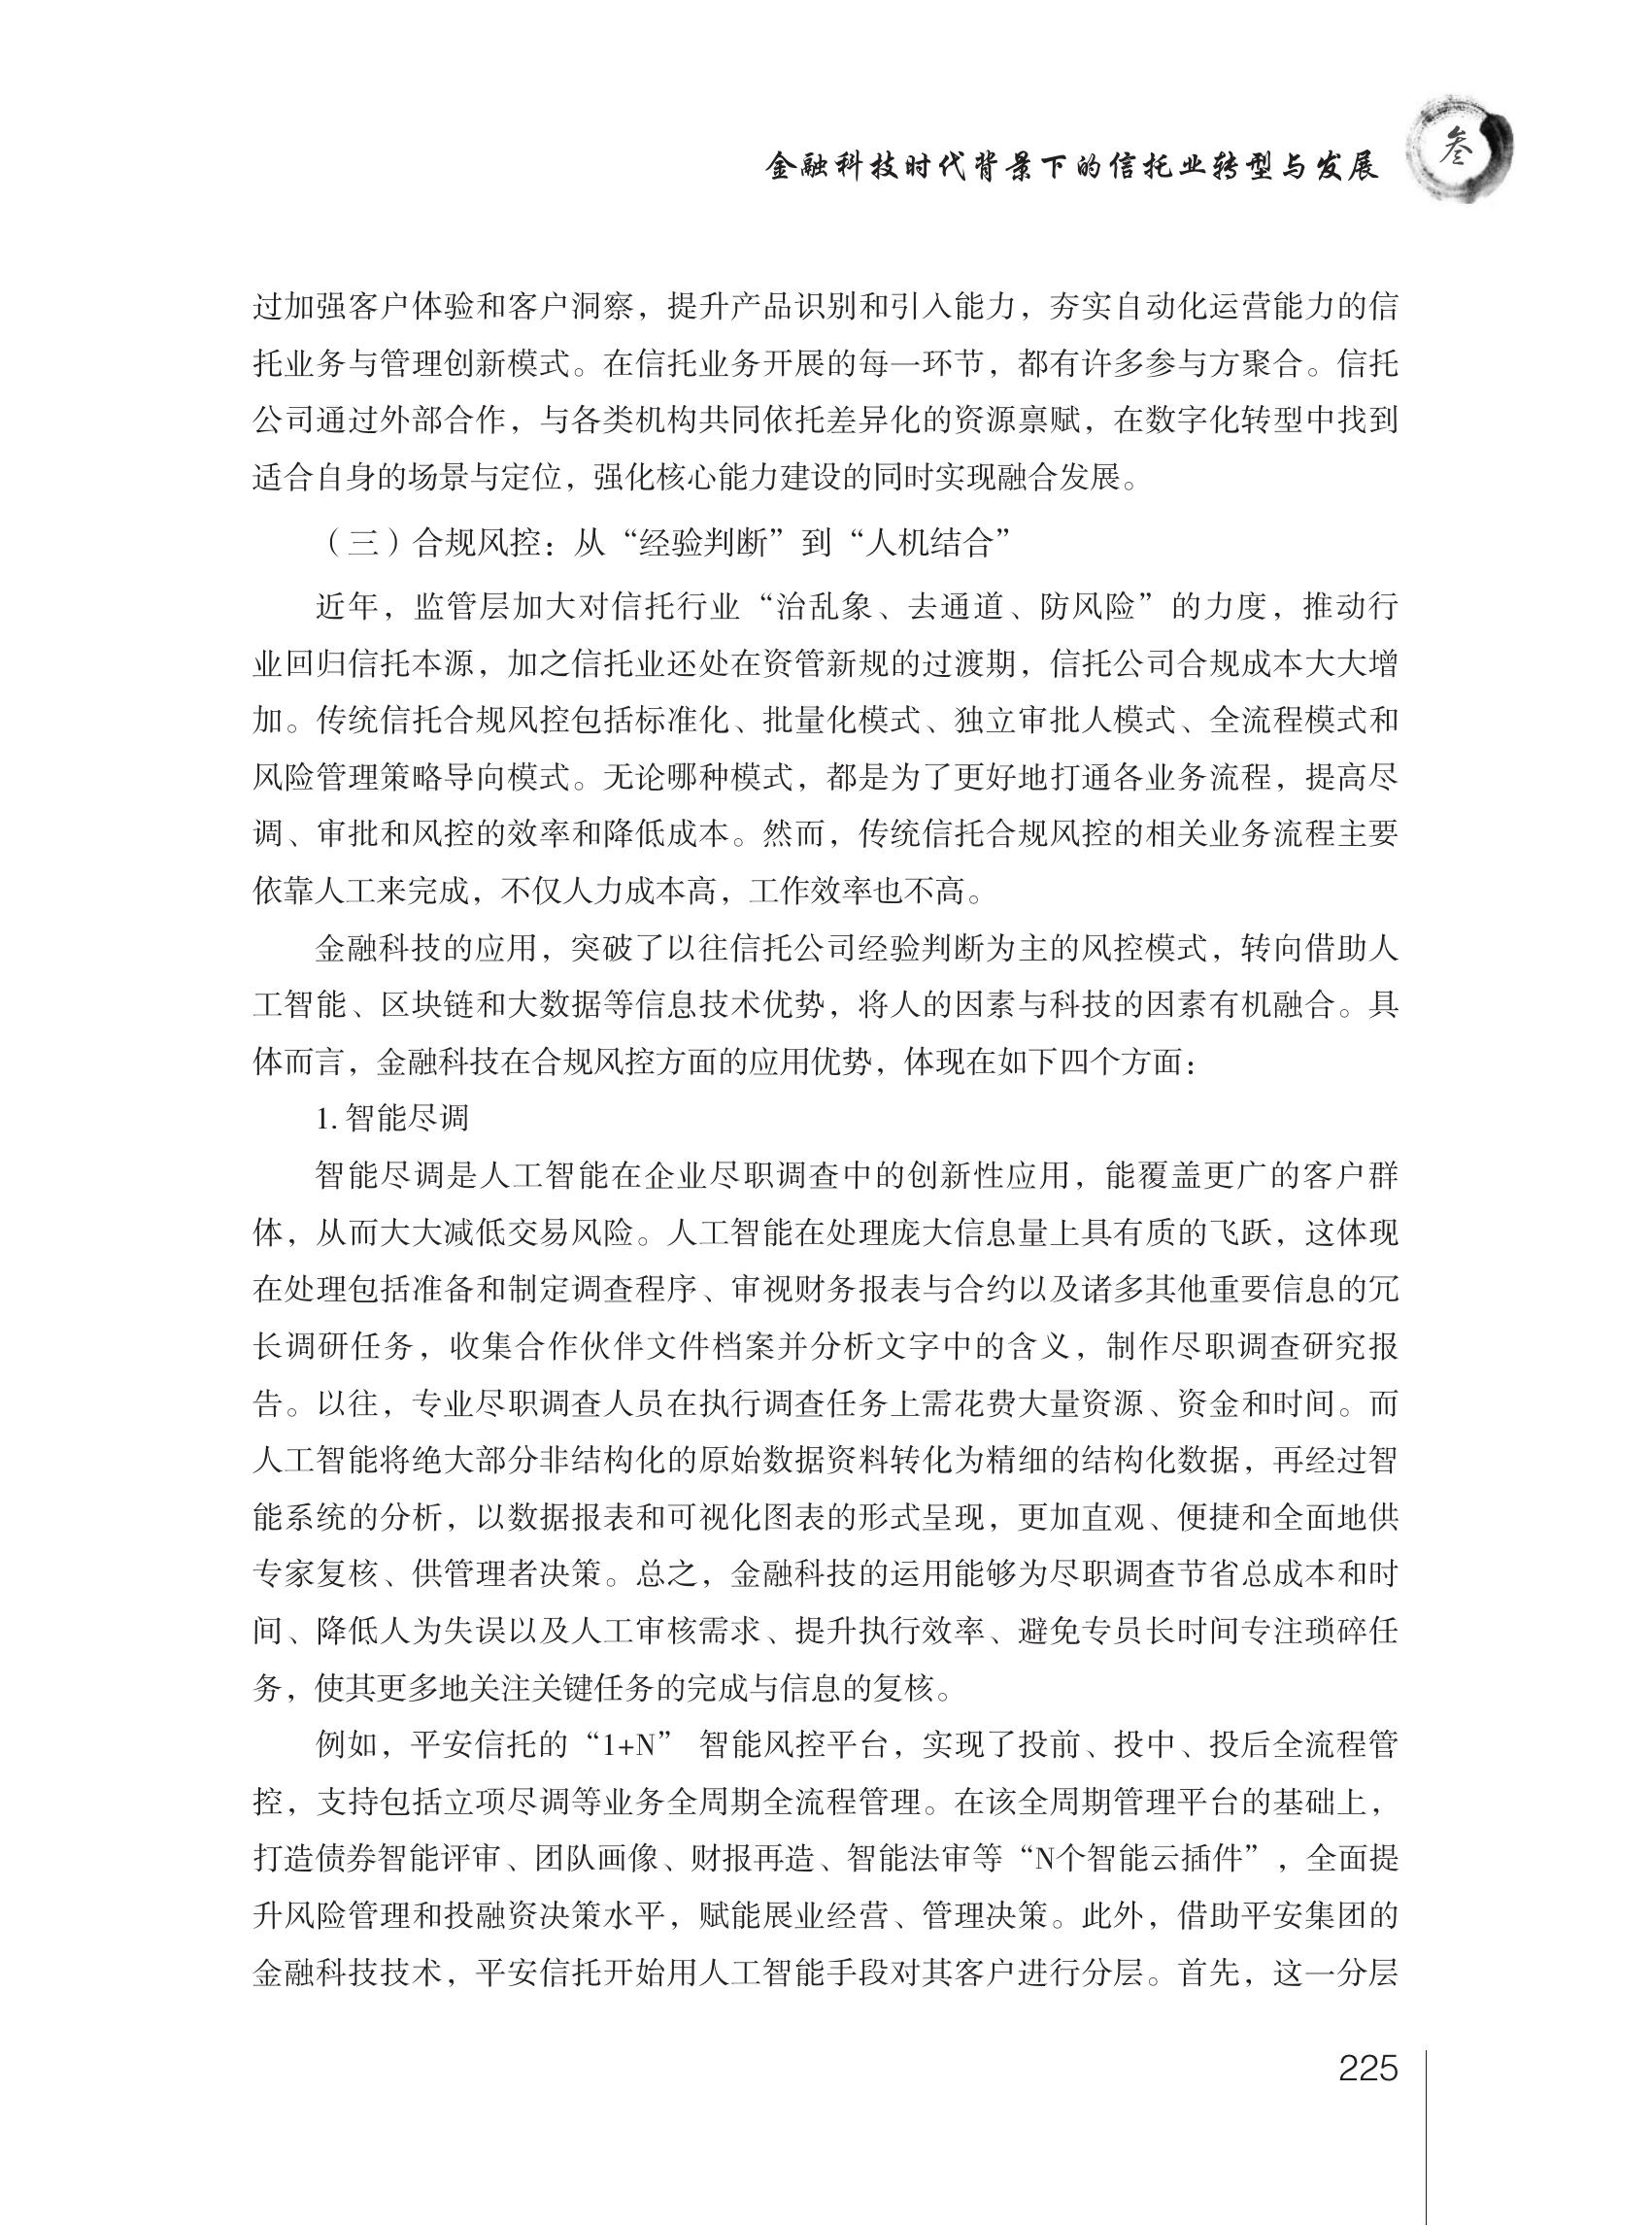 金融科技时代背景下的信托业转型与发展
叁
过加强客户体验和客户洞察，提升产品识别和引入能力，夯实自动化运营能力的信
托业务与管理创新模式。在信托业务开展的每一环节，都有许多参与方聚合。信托
公司通过外部合作，与各类机构共同依托差异化的资源禀赋，在数字化转型中找到
适合自身的场景与定位，强化核心能力建设的同时实现融合发展。
（三）合规风控：从“经验判断”到“人机结合”
近年，监管层加大对信托行业“治乱象、去通道、防风险”的力度，推动行
业回归信托本源，加之信托业还处在资管新规的过渡期，信托公司合规成本大大增
加。传统信托合规风控包括标准化、批量化模式、独立审批人模式、全流程模式和
风险管理策略导向模式。无论哪种模式，都是为了更好地打通各业务流程，提高尽
调、审批和风控的效率和降低成本。然而，传统信托合规风控的相关业务流程主要
依靠人工来完成，不仅人力成本高，工作效率也不高。
金融科技的应用，突破了以往信托公司经验判断为主的风控模式，转向借助人
工智能、区块链和大数据等信息技术优势，将人的因素与科技的因素有机融合。具
体而言，金融科技在合规风控方面的应用优势，体现在如下四个方面：
1. 智能尽调
智能尽调是人工智能在企业尽职调查中的创新性应用，能覆盖更广的客户群
体，从而大大减低交易风险。人工智能在处理庞大信息量上具有质的飞跃，这体现
在处理包括准备和制定调查程序、审视财务报表与合约以及诸多其他重要信息的冗
长调研任务，收集合作伙伴文件档案并分析文字中的含义，制作尽职调查研究报
告。以往，专业尽职调查人员在执行调查任务上需花费大量资源、资金和时间。而
人工智能将绝大部分非结构化的原始数据资料转化为精细的结构化数据，再经过智
能系统的分析，以数据报表和可视化图表的形式呈现，更加直观、便捷和全面地供
专家复核、供管理者决策。总之，金融科技的运用能够为尽职调查节省总成本和时
间、降低人为失误以及人工审核需求、提升执行效率、避免专员长时间专注琐碎任
务，使其更多地关注关键任务的完成与信息的复核。
例如，平安信托的“1+N” 智能风控平台，实现了投前、投中、投后全流程管
控，支持包括立项尽调等业务全周期全流程管理。在该全周期管理平台的基础上，
打造债券智能评审、团队画像、财报再造、智能法审等“N个智能云插件”，全面提
升风险管理和投融资决策水平，赋能展业经营、管理决策。此外，借助平安集团的
金融科技技术，平安信托开始用人工智能手段对其客户进行分层。首先，这一分层
225